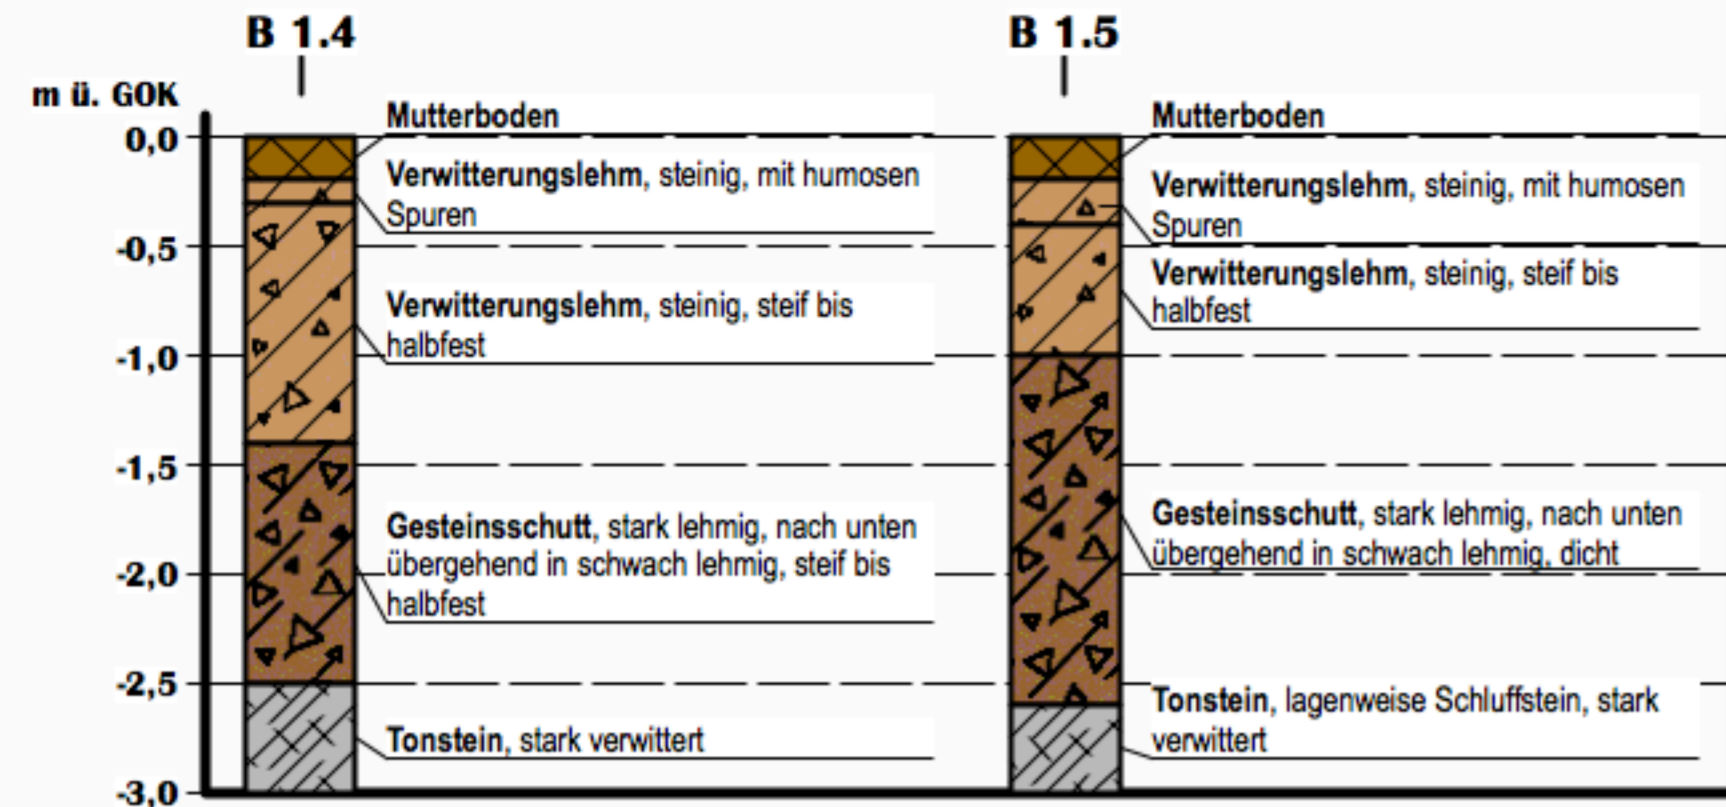 B 1.4
B 1.5
m ü. GOK
0,0
-0,5
-1,0
-1,5
-2,0
-2,5
-3,0
Mutterboden
Verwitterungslehm, steinig, mit humosen
Spuren
Verwitterungslehm, steinig, steif bis
halbfest
Gesteinsschutt, stark lehmig, nach unten
übergehend in schwach lehmig, steif bis
halbfest
Tonstein, stark verwittert
Mutterboden
Verwitterungslehm, steinig, mit humosen
Spuren
Verwitterungslehm, steinig, steif bis
halbfest
Gesteinsschutt, stark lehmig, nach unten
übergehend in schwach lehmig, dicht
Tonstein, lagenweise Schluffstein, stark
verwittert